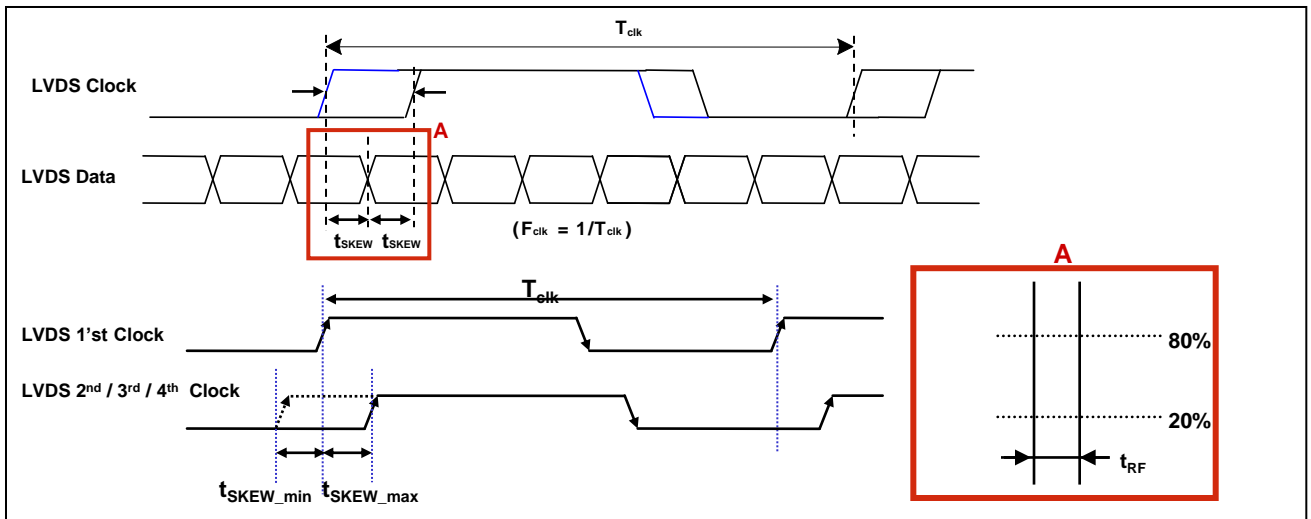 Tclk
LVDS Clock
A
LVDS Data
tSKEW tSKEW
(Fclk = 1/Tclk)
A
Tclk
LVDS 1'st Clock
80%
LVDS 2nd / 3rd / 4th Clock
20%
tRF
tSKEW_min tSKEW_max